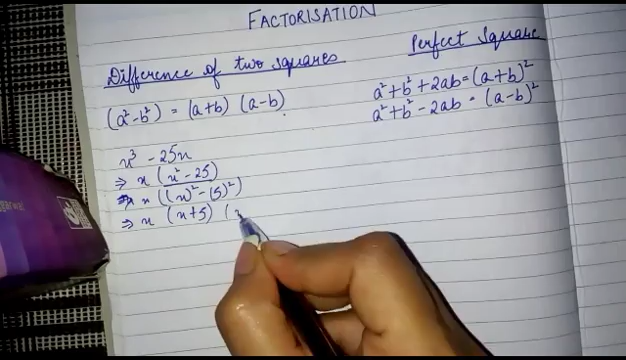 FACTORISATION
Difference of two squares
(a²-b²) = (a+b) (a-b)
x³ - 25x
⇒ x (x² - 25)
⇒ x ((x)² - (5)²)
⇒ x (x+5) (
Perfect Square
a² + b² + 2ab = (a+b)²
a² + b² - 2ab = (a-b)²